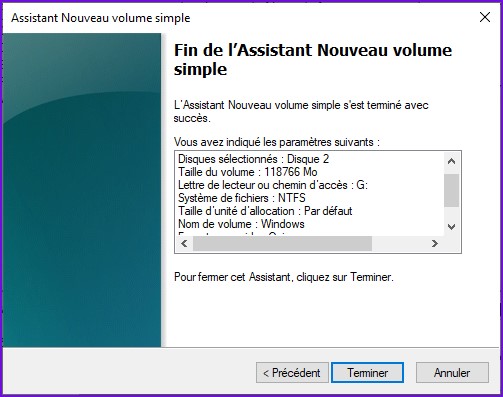 Assistant Nouveau volume simple
Fin de l'Assistant Nouveau volume
simple
L'Assistant Nouveau volume simple s'est terminé avec
succès.
Vous avez indiqué les paramètres suivants :
Disques sélectionnés : Disque 2
Taille du volume : 118766 Mo
Lettre de lecteur ou chemin d'accès : G:
Système de fichiers : NTFS
Taille d'unité d'allocation : Par défaut
Nom de volume : Windows
Pour fermer cet Assistant, cliquez sur Terminer.
< Précédent
Terminer
Annuler